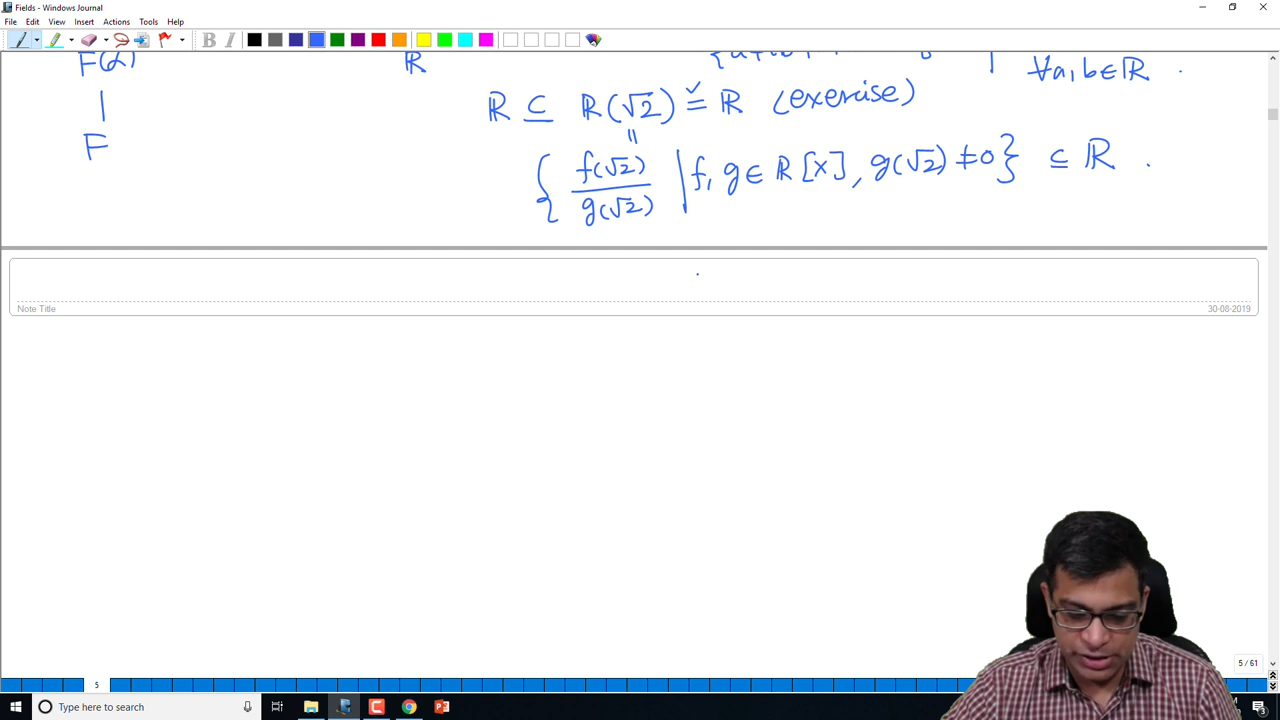 Fields - Windows Journal
File Edit View Insert Actions Tools Help
F(α) ℝ
∀a,b∈ℝ .
| ℝ ⊆ ℝ(√2) = ℝ (exercise)
F
{ f(√2) / g(√2) | f, g ∈ ℝ[X], g(√2) ≠ 0 } ⊆ ℝ .
Note Title 30-08-2019
5 / 61
5
Type here to search